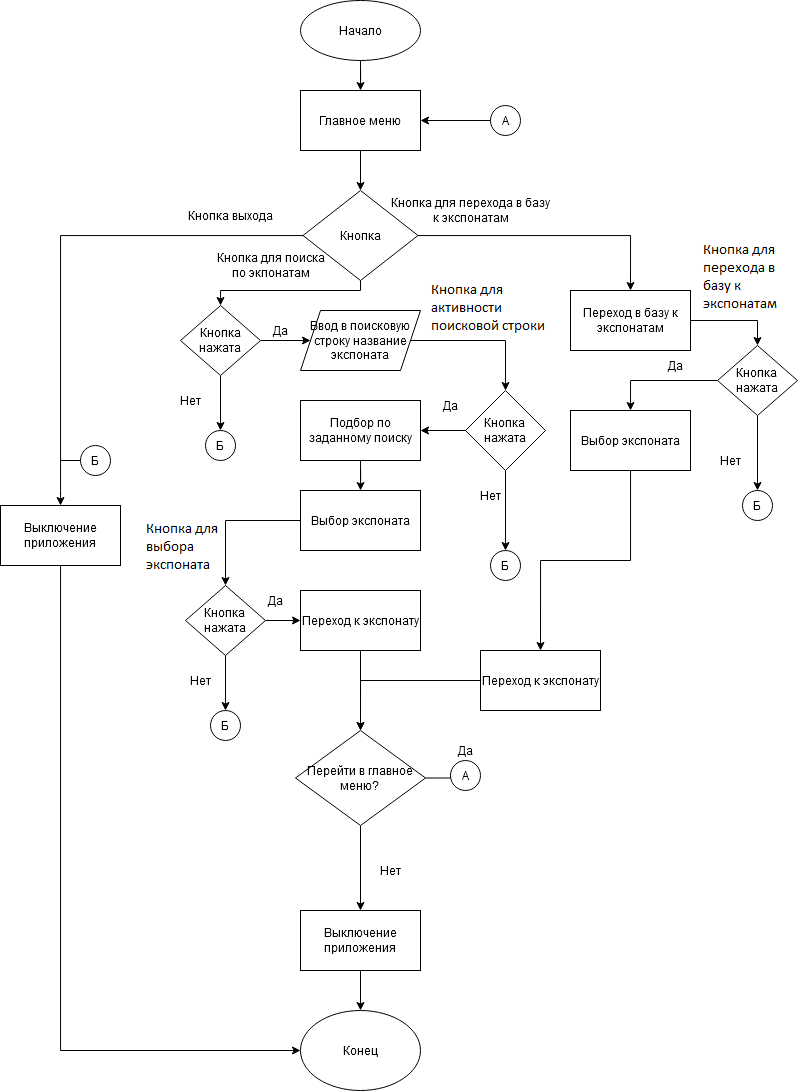 Начало
Главное меню
А
Кнопка выхода
Кнопка для перехода в базу
к экспонатам
Кнопка
Кнопка для поиска
по экпонатам
Кнопка для
перехода в
базу к
экспонатам
Кнопка для
активности
поисковой строки
Кнопка
нажата
Да
Ввод в поисковую
строку название
экспоната
Переход в базу к
экспонатам
Кнопка
нажата
Да
Нет
Б
Подбор по
заданному поиску
Да
Кнопка
нажата
Выбор экспоната
Нет
Б
Б
Нет
Б
Выключение
приложения
Кнопка для
выбора
экспоната
Выбор экспоната
Кнопка
нажата
Да
Переход к экспонату
Нет
Б
Переход к экспонату
Перейти в главное
меню?
Да
А
Нет
Выключение
приложения
Конец